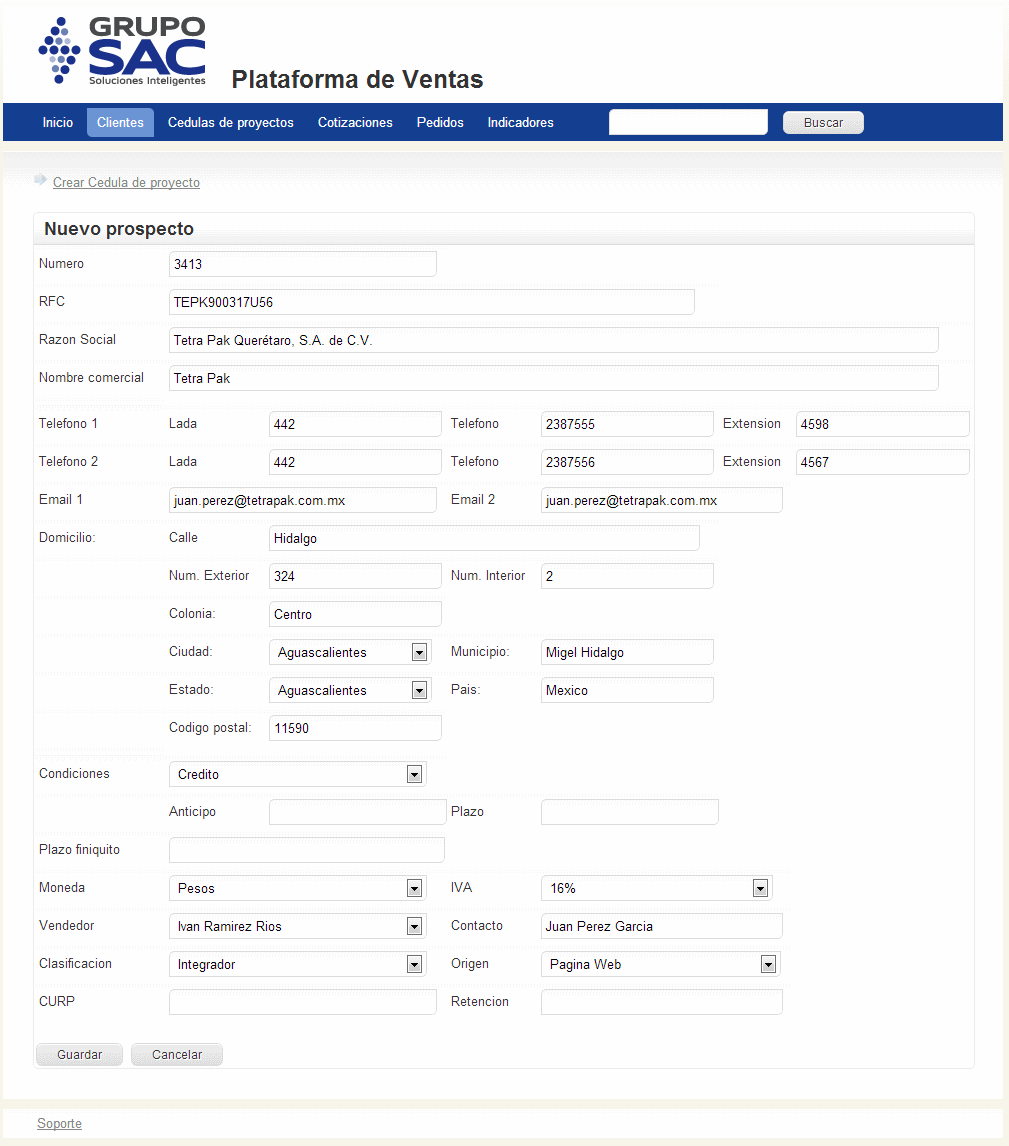 GRUPO
SAC
Soluciones Inteligentes
Plataforma de Ventas
Inicio Clientes Cedulas de proyectos Cotizaciones Pedidos Indicadores Buscar
Crear Cedula de proyecto
Nuevo prospecto
Numero 3413
RFC TEPK900317U56
Razon Social Tetra Pak Querétaro, S.A. de C.V.
Nombre comercial Tetra Pak
Telefono 1 Lada 442 Telefono 2387555 Extension 4598
Telefono 2 Lada 442 Telefono 2387556 Extension 4567
Email 1 juan.perez@tetrapak.com.mx Email 2 juan.perez@tetrapak.com.mx
Domicilio: Calle Hidalgo
Num. Exterior 324 Num. Interior 2
Colonia: Centro
Ciudad: Aguascalientes Municipio: Migel Hidalgo
Estado: Aguascalientes Pais: Mexico
Codigo postal: 11590
Condiciones Credito
Anticipo Plazo
Plazo finiquito
Moneda Pesos IVA 16%
Vendedor Ivan Ramirez Rios Contacto Juan Perez Garcia
Clasificacion Integrador Origen Pagina Web
CURP Retencion
Guardar Cancelar
Soporte